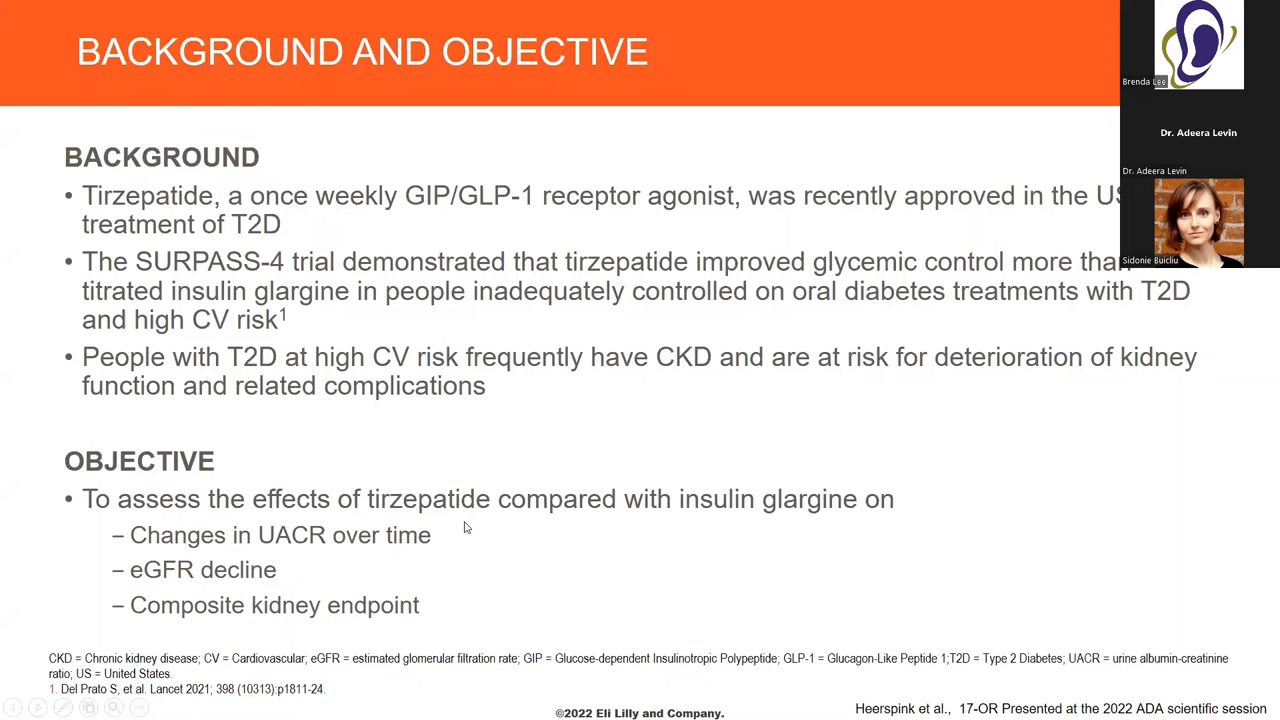 BACKGROUND AND OBJECTIVE
BACKGROUND
• Tirzepatide, a once weekly GIP/GLP-1 receptor agonist, was recently approved in the
treatment of T2D
• The SURPASS-4 trial demonstrated that tirzepatide improved glycemic control more than
titrated insulin glargine in people inadequately controlled on oral diabetes treatments with T2D
and high CV risk1
• People with T2D at high CV risk frequently have CKD and are at risk for deterioration of kidney
function and related complications
OBJECTIVE
• To assess the effects of tirzepatide compared with insulin glargine on
– Changes in UACR over time
– eGFR decline
– Composite kidney endpoint
CKD = Chronic kidney disease; CV = Cardiovascular; eGFR = estimated glomerular filtration rate; GIP = Glucose-dependent Insulinotropic Polypeptide; GLP-1 = Glucagon-Like Peptide 1;T2D = Type 2 Diabetes; UACR = urine albumin-creatinine
ratio; US = United States.
1. Del Prato S, et al. Lancet 2021; 398 (10313):p1811-24.
©2022 Eli Lilly and Company.
Heerspink et al., 17-OR Presented at the 2022 ADA scientific session
Brenda Lee
Dr. Adeera Levin
Dr. Adeera Levin
Sidonie Buicliu